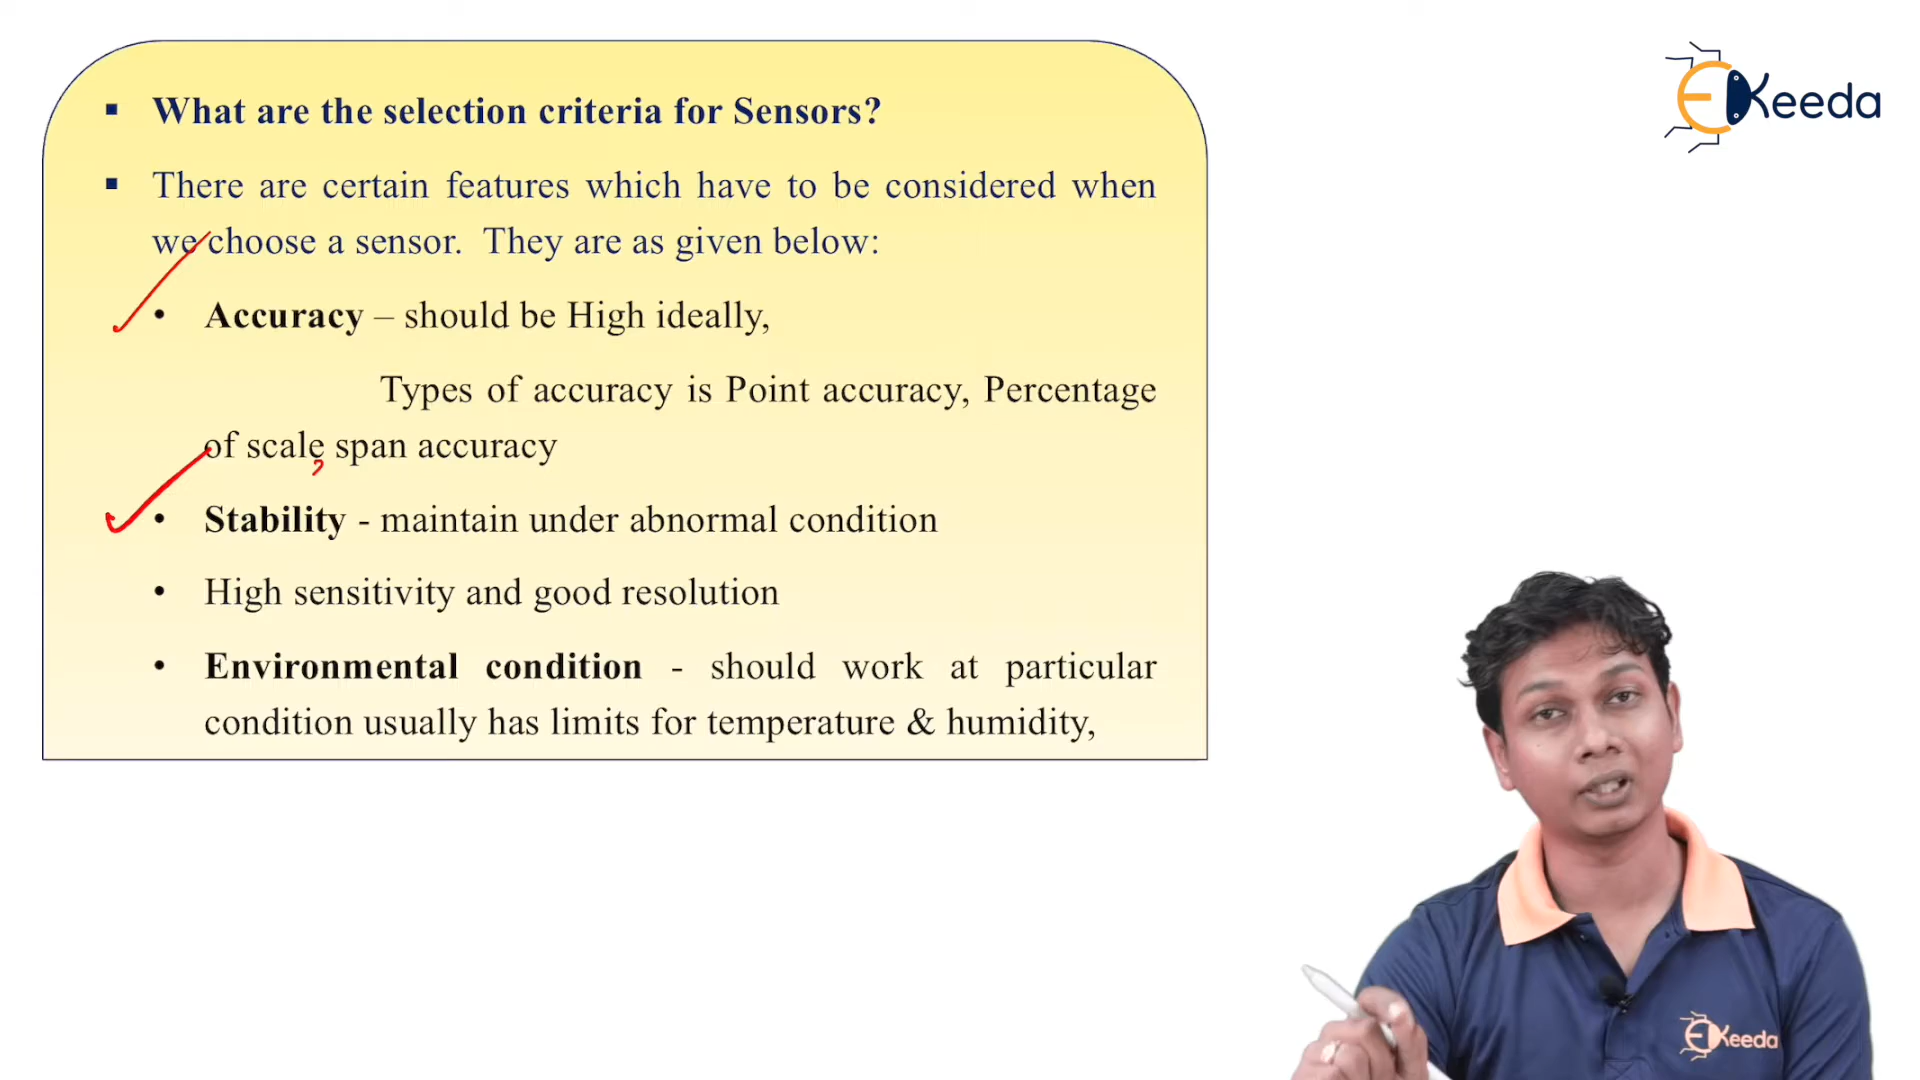 What are the selection criteria for Sensors?
There are certain features which have to be considered when
we choose a sensor. They are as given below:
Accuracy – should be High ideally,
Types of accuracy is Point accuracy, Percentage
of scale, span accuracy
Stability - maintain under abnormal condition
High sensitivity and good resolution
Environmental condition - should work at particular
condition usually has limits for temperature & humidity,
EKeeda
EKeeda